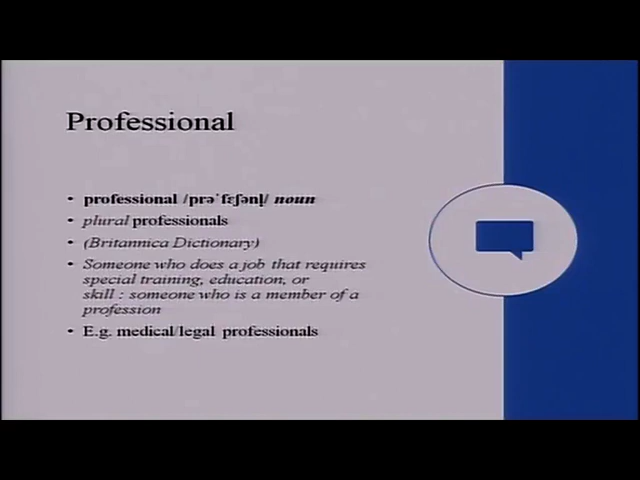 Professional
• professional /prəˈfɛʃənl̩/ noun
• plural professionals
• (Britannica Dictionary)
• Someone who does a job that requires
special training, education, or
skill : someone who is a member of a
profession
• E.g. medical/legal professionals